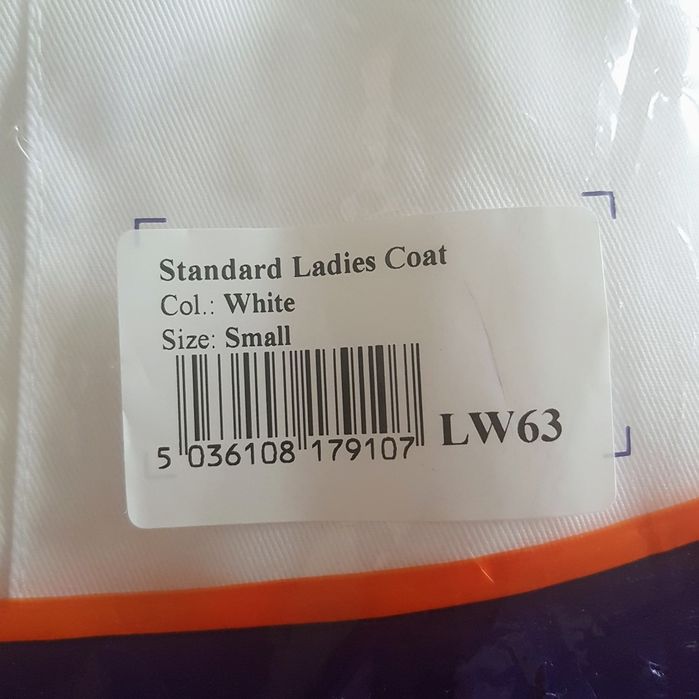 Standard Ladies Coat
Col.: White
Size: Small
5 036108 179107
LW63